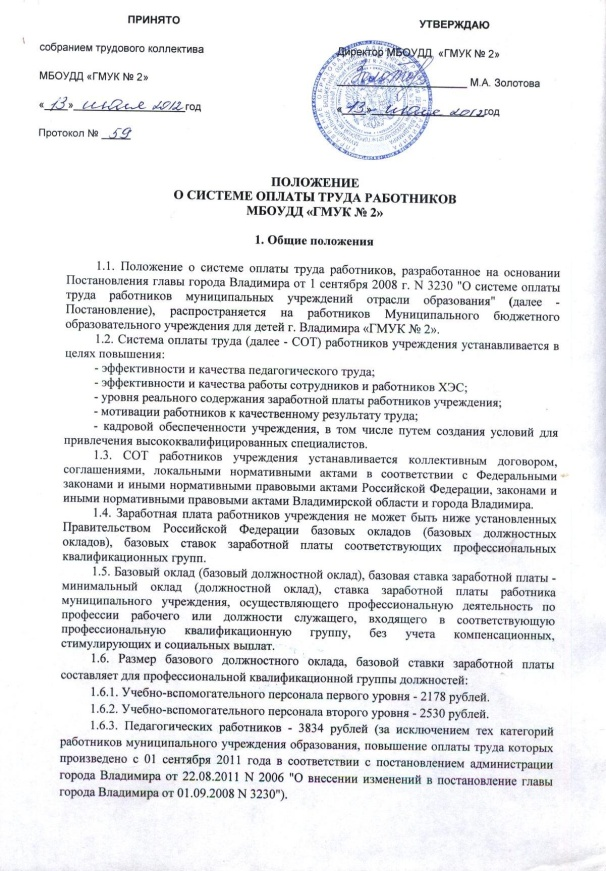 ПРИНЯТО
УТВЕРЖДАЮ
собранием трудового коллектива
Директор МБОУДД «ГМУК № 2»
МБОУДД «ГМУК № 2»
М.А. Золотова
« 13 » июля 2012 год
« 13 » июля 2012 год
Протокол № 59
ПОЛОЖЕНИЕ
О СИСТЕМЕ ОПЛАТЫ ТРУДА РАБОТНИКОВ
МБОУДД «ГМУК № 2»
1. Общие положения
1.1. Положение о системе оплаты труда работников, разработанное на основании
Постановления главы города Владимира от 1 сентября 2008 г. N 3230 "О системе оплаты
труда работников муниципальных учреждений отрасли образования" (далее -
Постановление), распространяется на работников Муниципального бюджетного
образовательного учреждения для детей г. Владимира «ГМУК № 2».
1.2. Система оплаты труда (далее - СОТ) работников учреждения устанавливается в
целях повышения:
- эффективности и качества педагогического труда;
- эффективности и качества работы сотрудников и работников ХЭС;
- уровня реального содержания заработной платы работников учреждения;
- мотивации работников к качественному результату труда;
- кадровой обеспеченности учреждения, в том числе путем создания условий для
привлечения высококвалифицированных специалистов.
1.3. СОТ работников учреждения устанавливается коллективным договором,
соглашениями, локальными нормативными актами в соответствии с Федеральными
законами и иными нормативными правовыми актами Российской Федерации, законами и
иными нормативными правовыми актами Владимирской области и города Владимира.
1.4. Заработная плата работников учреждения не может быть ниже установленных
Правительством Российской Федерации базовых окладов (базовых должностных
окладов), базовых ставок заработной платы соответствующих профессиональных
квалификационных групп.
1.5. Базовый оклад (базовый должностной оклад), базовая ставка заработной платы -
минимальный оклад (должностной оклад), ставка заработной платы работника
муниципального учреждения, осуществляющего профессиональную деятельность по
профессии рабочего или должности служащего, входящего в соответствующую
профессиональную квалификационную группу, без учета компенсационных,
стимулирующих и социальных выплат.
1.6. Размер базового должностного оклада, базовой ставки заработной платы
составляет для профессиональной квалификационной группы должностей:
1.6.1. Учебно-вспомогательного персонала первого уровня - 2178 рублей.
1.6.2. Учебно-вспомогательного персонала второго уровня - 2530 рублей.
1.6.3. Педагогических работников - 3834 рублей (за исключением тех категорий
работников муниципального учреждения образования, повышение оплаты труда которых
произведено с 01 сентября 2011 года в соответствии с постановлением администрации
города Владимира от 22.08.2011 N 2006 "О внесении изменений в постановление главы
города Владимира от 01.09.2008 N 3230").